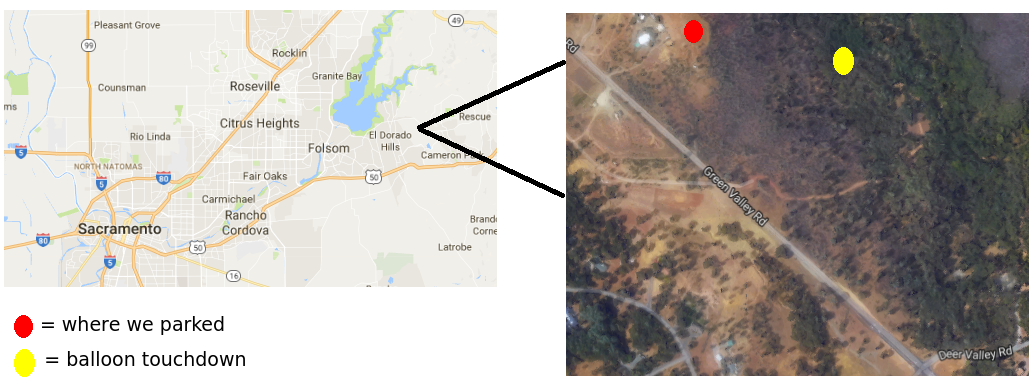 Pleasant Grove
49
99
Rocklin
Granite Bay
Counsman
Roseville
ms
Rescue
Citrus Heights
Rio Linda
El Dorado
Hills
Folsom
5
Cameron Park
NORTH NATOMAS
80
5
Fair Oaks
50
Carmichael
Rancho
Cordova
Brand
Corne
Sacramento
80
50
Latrobe
5
16
Rd
Green Valley Rd
Deer Valley Rd
= where we parked
= balloon touchdown